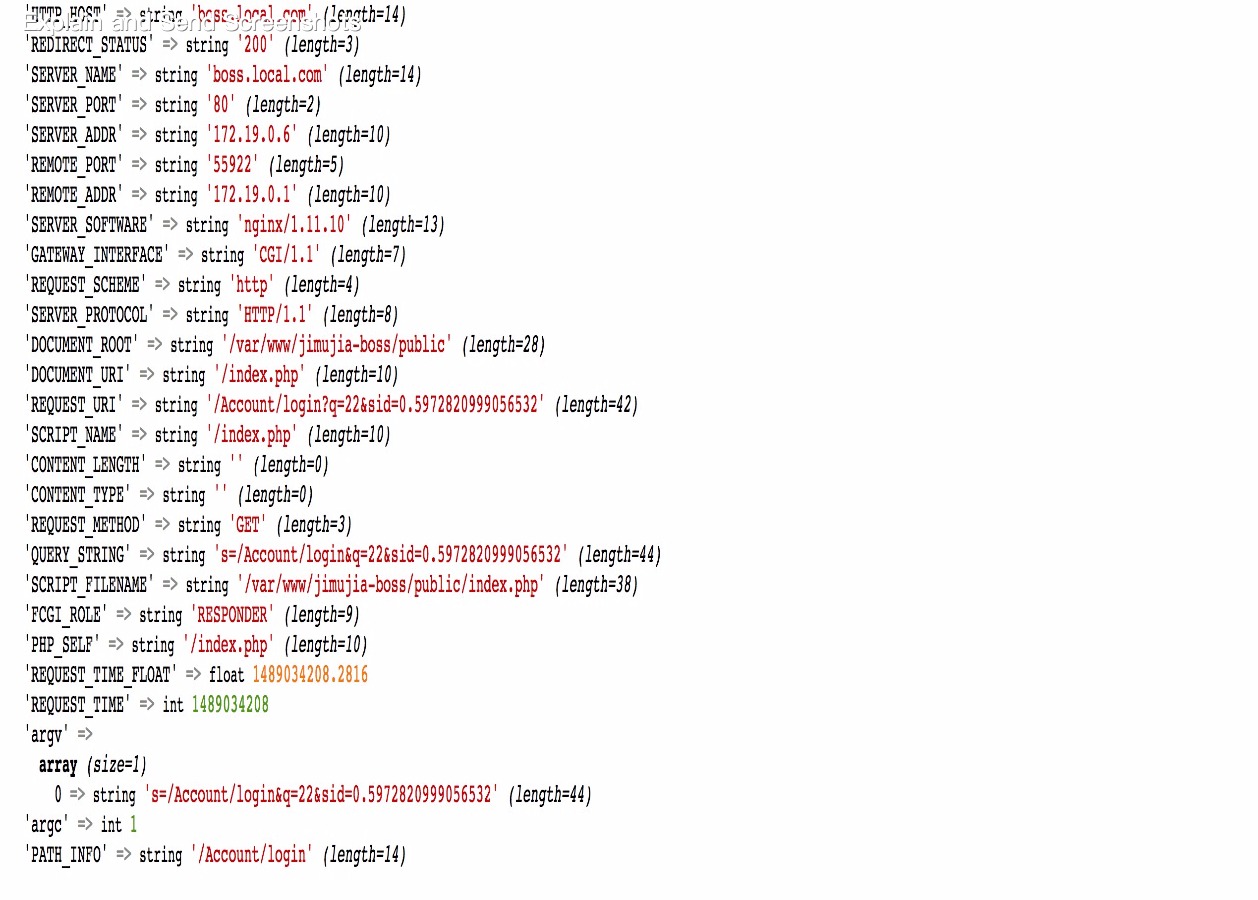 Explain and Send Screenshots
'HTTP_HOST' => string 'boss.local.com' (length=14)
'REDIRECT_STATUS' => string '200' (length=3)
'SERVER_NAME' => string 'boss.local.com' (length=14)
'SERVER_PORT' => string '80' (length=2)
'SERVER_ADDR' => string '172.19.0.6' (length=10)
'REMOTE_PORT' => string '55922' (length=5)
'REMOTE_ADDR' => string '172.19.0.1' (length=10)
'SERVER_SOFTWARE' => string 'nginx/1.11.10' (length=13)
'GATEWAY_INTERFACE' => string 'CGI/1.1' (length=7)
'REQUEST_SCHEME' => string 'http' (length=4)
'SERVER_PROTOCOL' => string 'HTTP/1.1' (length=8)
'DOCUMENT_ROOT' => string '/var/www/jimujia-boss/public' (length=28)
'DOCUMENT_URI' => string '/index.php' (length=10)
'REQUEST_URI' => string '/Account/login?q=22&sid=0.5972820999056532' (length=42)
'SCRIPT_NAME' => string '/index.php' (length=10)
'CONTENT_LENGTH' => string '' (length=0)
'CONTENT_TYPE' => string '' (length=0)
'REQUEST_METHOD' => string 'GET' (length=3)
'QUERY_STRING' => string 's=/Account/login&q=22&sid=0.5972820999056532' (length=44)
'SCRIPT_FILENAME' => string '/var/www/jimujia-boss/public/index.php' (length=38)
'FCGI_ROLE' => string 'RESPONDER' (length=9)
'PHP_SELF' => string '/index.php' (length=10)
'REQUEST_TIME_FLOAT' => float 1489034208.2816
'REQUEST_TIME' => int 1489034208
'argv' =>
array (size=1)
0 => string 's=/Account/login&q=22&sid=0.5972820999056532' (length=44)
'argc' => int 1
'PATH_INFO' => string '/Account/login' (length=14)